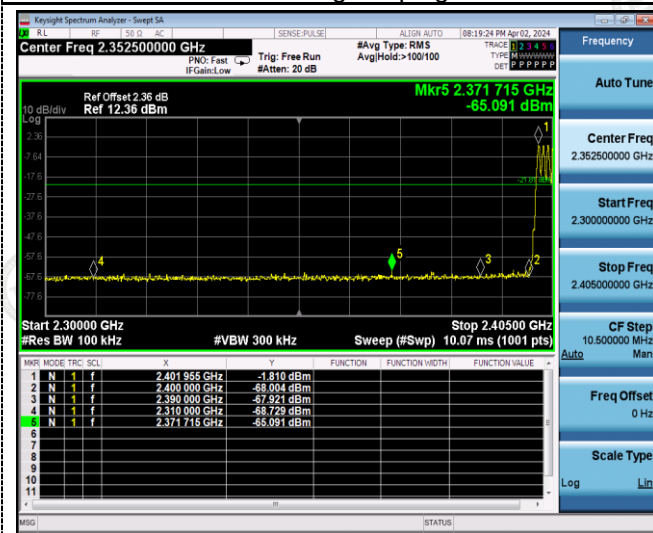 Keysight Spectrum Analyzer - Swept SA
RL RF 50 Ω AC SENSE:PULSE ALIGN AUTO 08:19:24 PM Apr 02, 2024
Center Freq 2.352500000 GHz
PNO: Fast
IFGain:Low
Trig: Free Run
#Atten: 20 dB
#Avg Type: RMS
Avg|Hold:>100/100
TRACE 1 2 3 4 5 6
TYPE M W W W W W
DET P P P P P P
Frequency
Mkr5 2.371 715 GHz
-65.091 dBm
Ref Offset 2.36 dB
10 dB/div Ref 12.36 dBm
Log
2.36
-7.64
-17.6
-27.6
-37.6
-47.6
-57.6
-67.6
-77.6
1
4
5
3
2
Start 2.30000 GHz Stop 2.40500 GHz
#Res BW 100 kHz #VBW 300 kHz Sweep (#Swp) 10.07 ms (1001 pts)
MKR MODE TRC SCL X Y FUNCTION FUNCTION WIDTH FUNCTION VALUE
1 N 1 f 2.401 955 GHz -1.810 dBm
2 N 1 f 2.400 000 GHz -68.004 dBm
3 N 1 f 2.390 000 GHz -67.921 dBm
4 N 1 f 2.310 000 GHz -68.729 dBm
5 N 1 f 2.371 715 GHz -65.091 dBm
6
7
8
9
10
11
MSG STATUS
Auto Tune
Center Freq
2.352500000 GHz
Start Freq
2.300000000 GHz
Stop Freq
2.405000000 GHz
CF Step
10.500000 MHz
Auto Man
Freq Offset
0 Hz
Scale Type
Log Lin